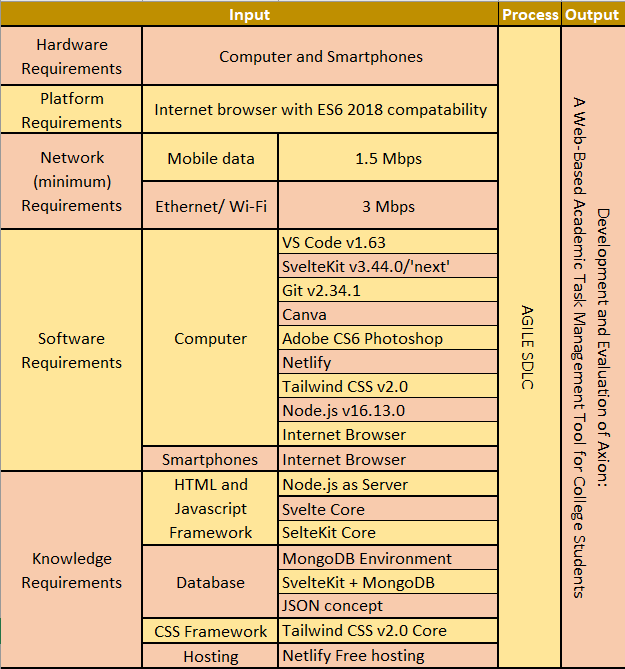 Input
Process
Output
Hardware
Requirements
Computer and Smartphones
Platform
Requirements
Internet browser with ES6 2018 compatability
Network
(minimum)
Requirements
Mobile data
1.5 Mbps
Ethernet/ Wi-Fi
3 Mbps
Software
Requirements
Computer
VS Code v1.63
SvelteKit v3.44.0/'next'
Git v2.34.1
Canva
Adobe CS6 Photoshop
Netlify
Tailwind CSS v2.0
Node.js v16.13.0
Internet Browser
Smartphones
Internet Browser
Knowledge
Requirements
HTML and
Javascript
Framework
Node.js as Server
Svelte Core
SelteKit Core
Database
MongoDB Environment
SvelteKit + MongoDB
JSON concept
CSS Framework
Tailwind CSS v2.0 Core
Hosting
Netlify Free hosting
AGILE SDLC
Development and Evaluation of Axion:
A Web-Based Academic Task Management Tool for College Students